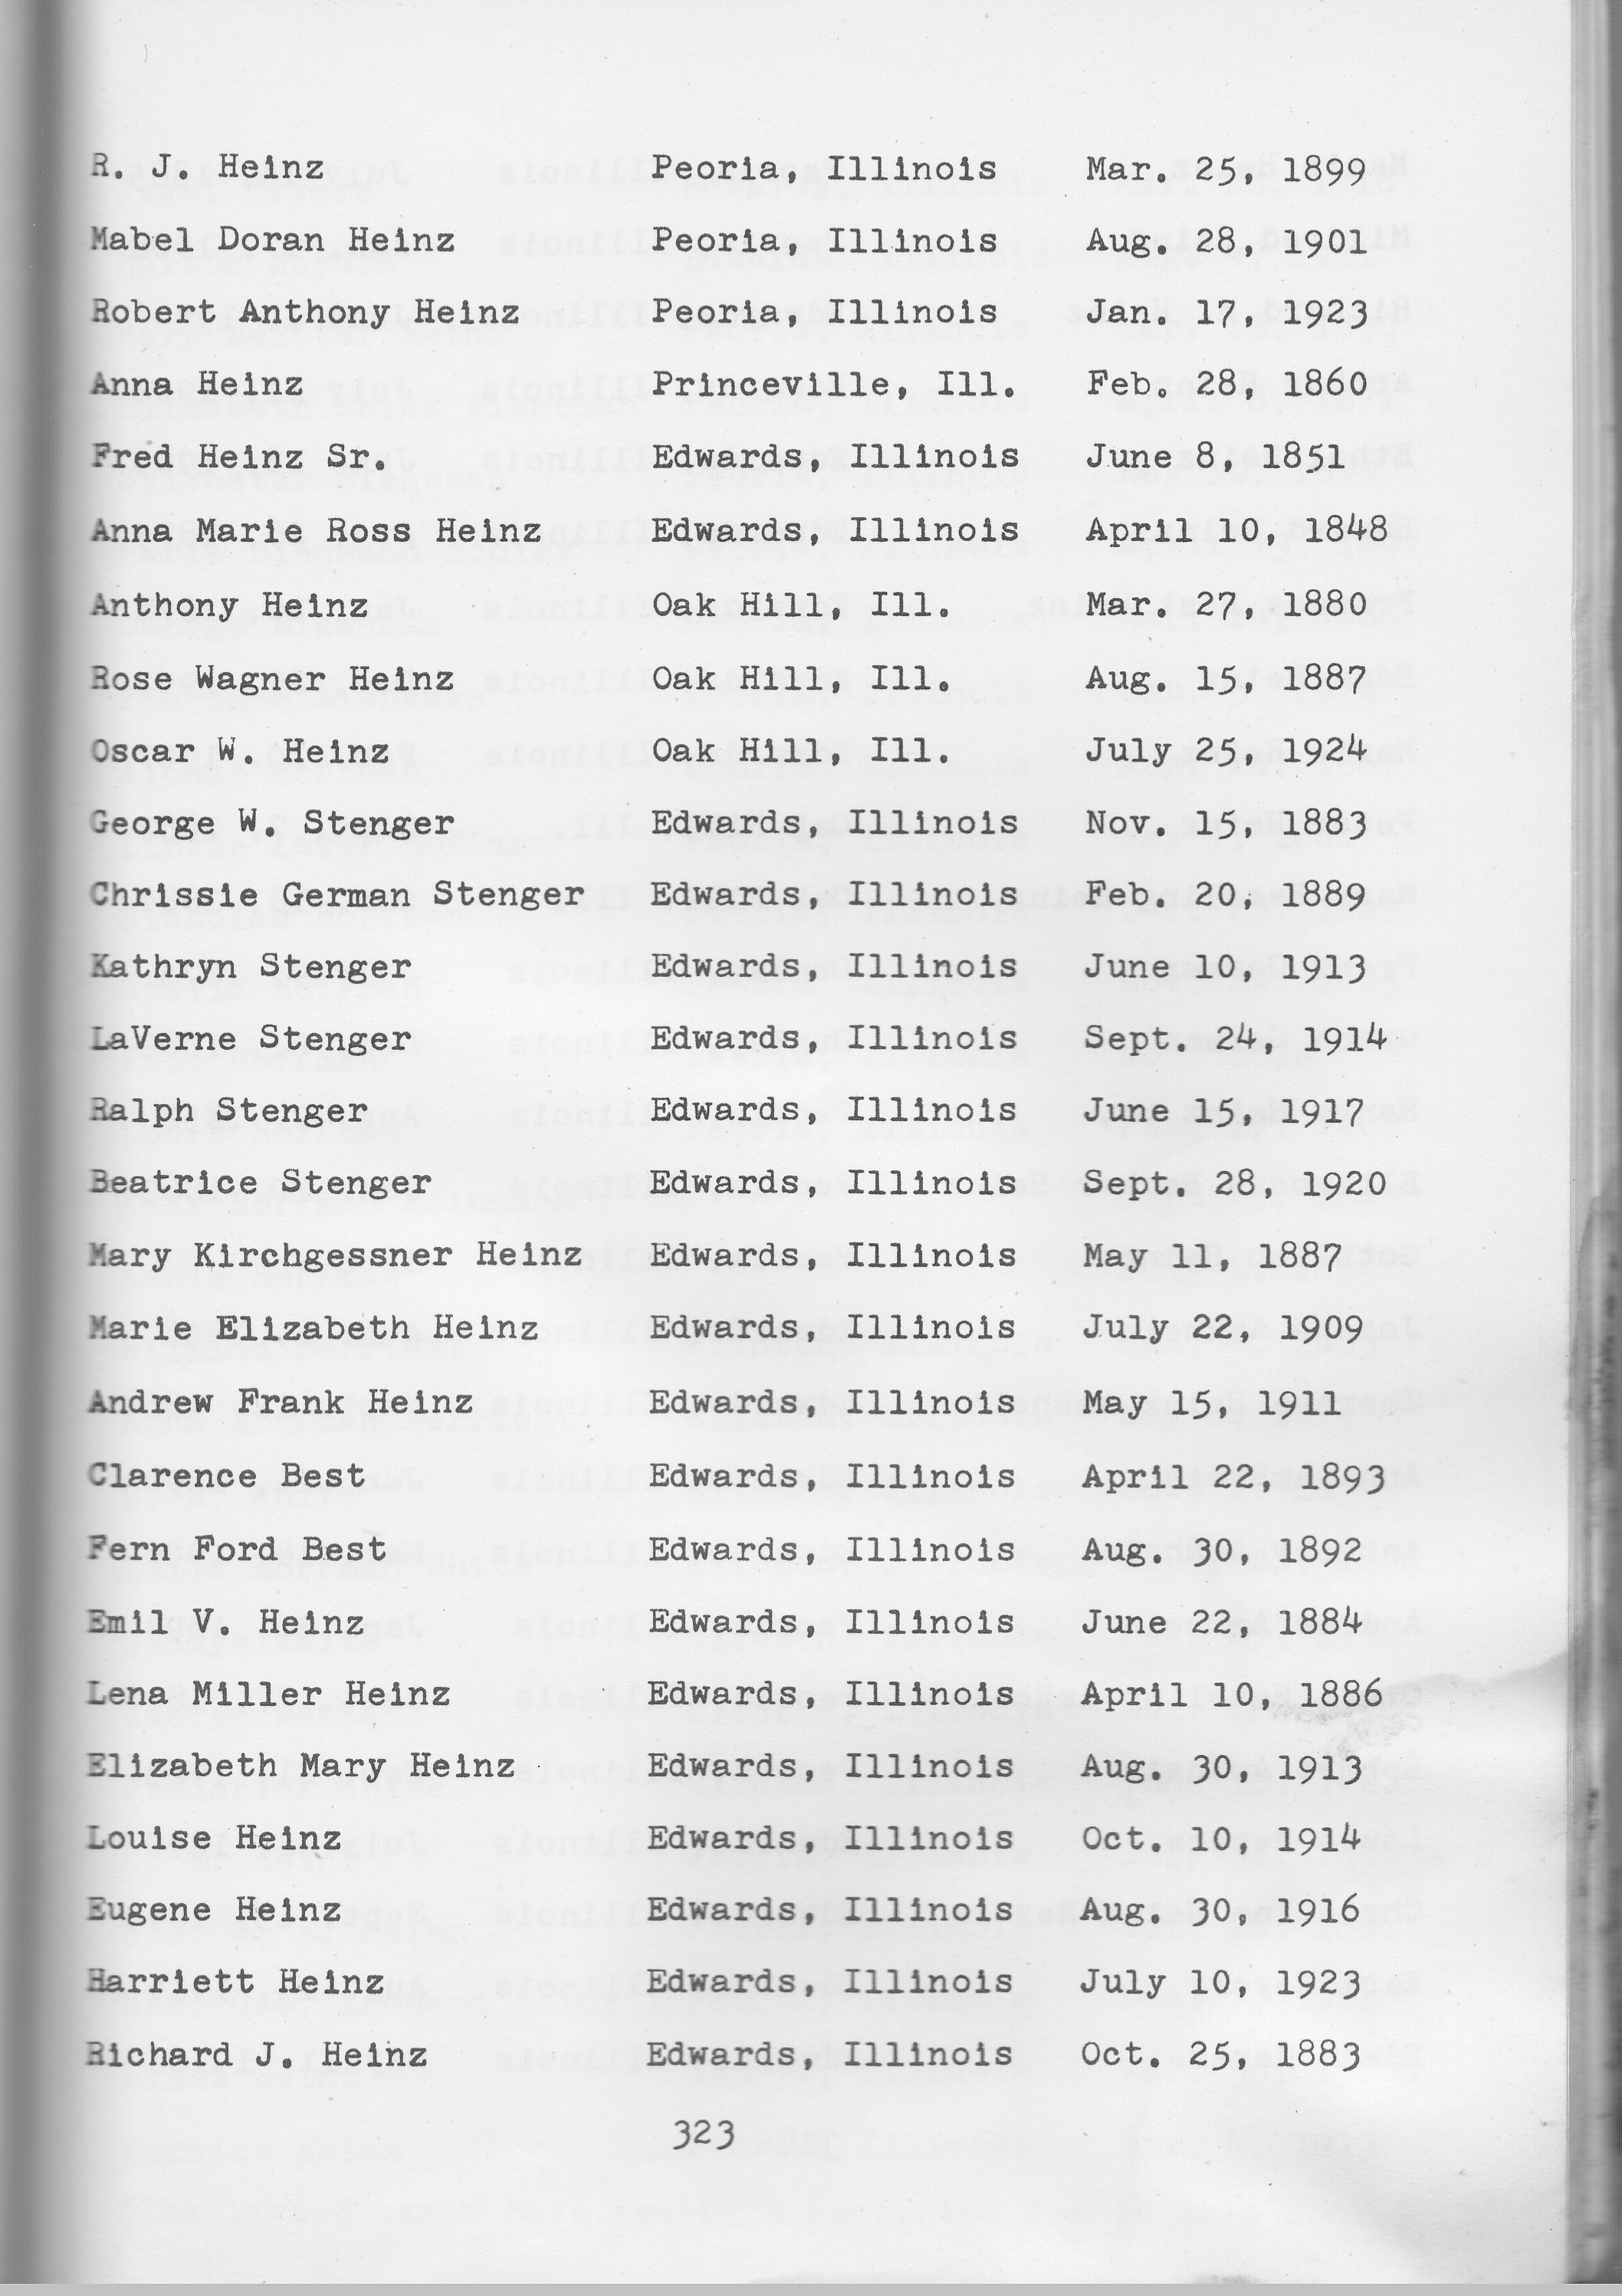 R. J. Heinz Peoria, Illinois Mar. 25, 1899
Mabel Doran Heinz Peoria, Illinois Aug. 28, 1901
Robert Anthony Heinz Peoria, Illinois Jan. 17, 1923
Anna Heinz Princeville, Ill. Feb. 28, 1860
Fred Heinz Sr. Edwards, Illinois June 8, 1851
Anna Marie Ross Heinz Edwards, Illinois April 10, 1848
Anthony Heinz Oak Hill, Ill. Mar. 27, 1880
Rose Wagner Heinz Oak Hill, Ill. Aug. 15, 1887
Oscar W. Heinz Oak Hill, Ill. July 25, 1924
George W. Stenger Edwards, Illinois Nov. 15, 1883
Chrissie German Stenger Edwards, Illinois Feb. 20, 1889
Kathryn Stenger Edwards, Illinois June 10, 1913
LaVerne Stenger Edwards, Illinois Sept. 24, 1914
Ralph Stenger Edwards, Illinois June 15, 1917
Beatrice Stenger Edwards, Illinois Sept. 28, 1920
Mary Kirchgessner Heinz Edwards, Illinois May 11, 1887
Marie Elizabeth Heinz Edwards, Illinois July 22, 1909
Andrew Frank Heinz Edwards, Illinois May 15, 1911
Clarence Best Edwards, Illinois April 22, 1893
Fern Ford Best Edwards, Illinois Aug. 30, 1892
Emil V. Heinz Edwards, Illinois June 22, 1884
Lena Miller Heinz Edwards, Illinois April 10, 1886
Elizabeth Mary Heinz Edwards, Illinois Aug. 30, 1913
Louise Heinz Edwards, Illinois Oct. 10, 1914
Eugene Heinz Edwards, Illinois Aug. 30, 1916
Harriett Heinz Edwards, Illinois July 10, 1923
Richard J. Heinz Edwards, Illinois Oct. 25, 1883
323